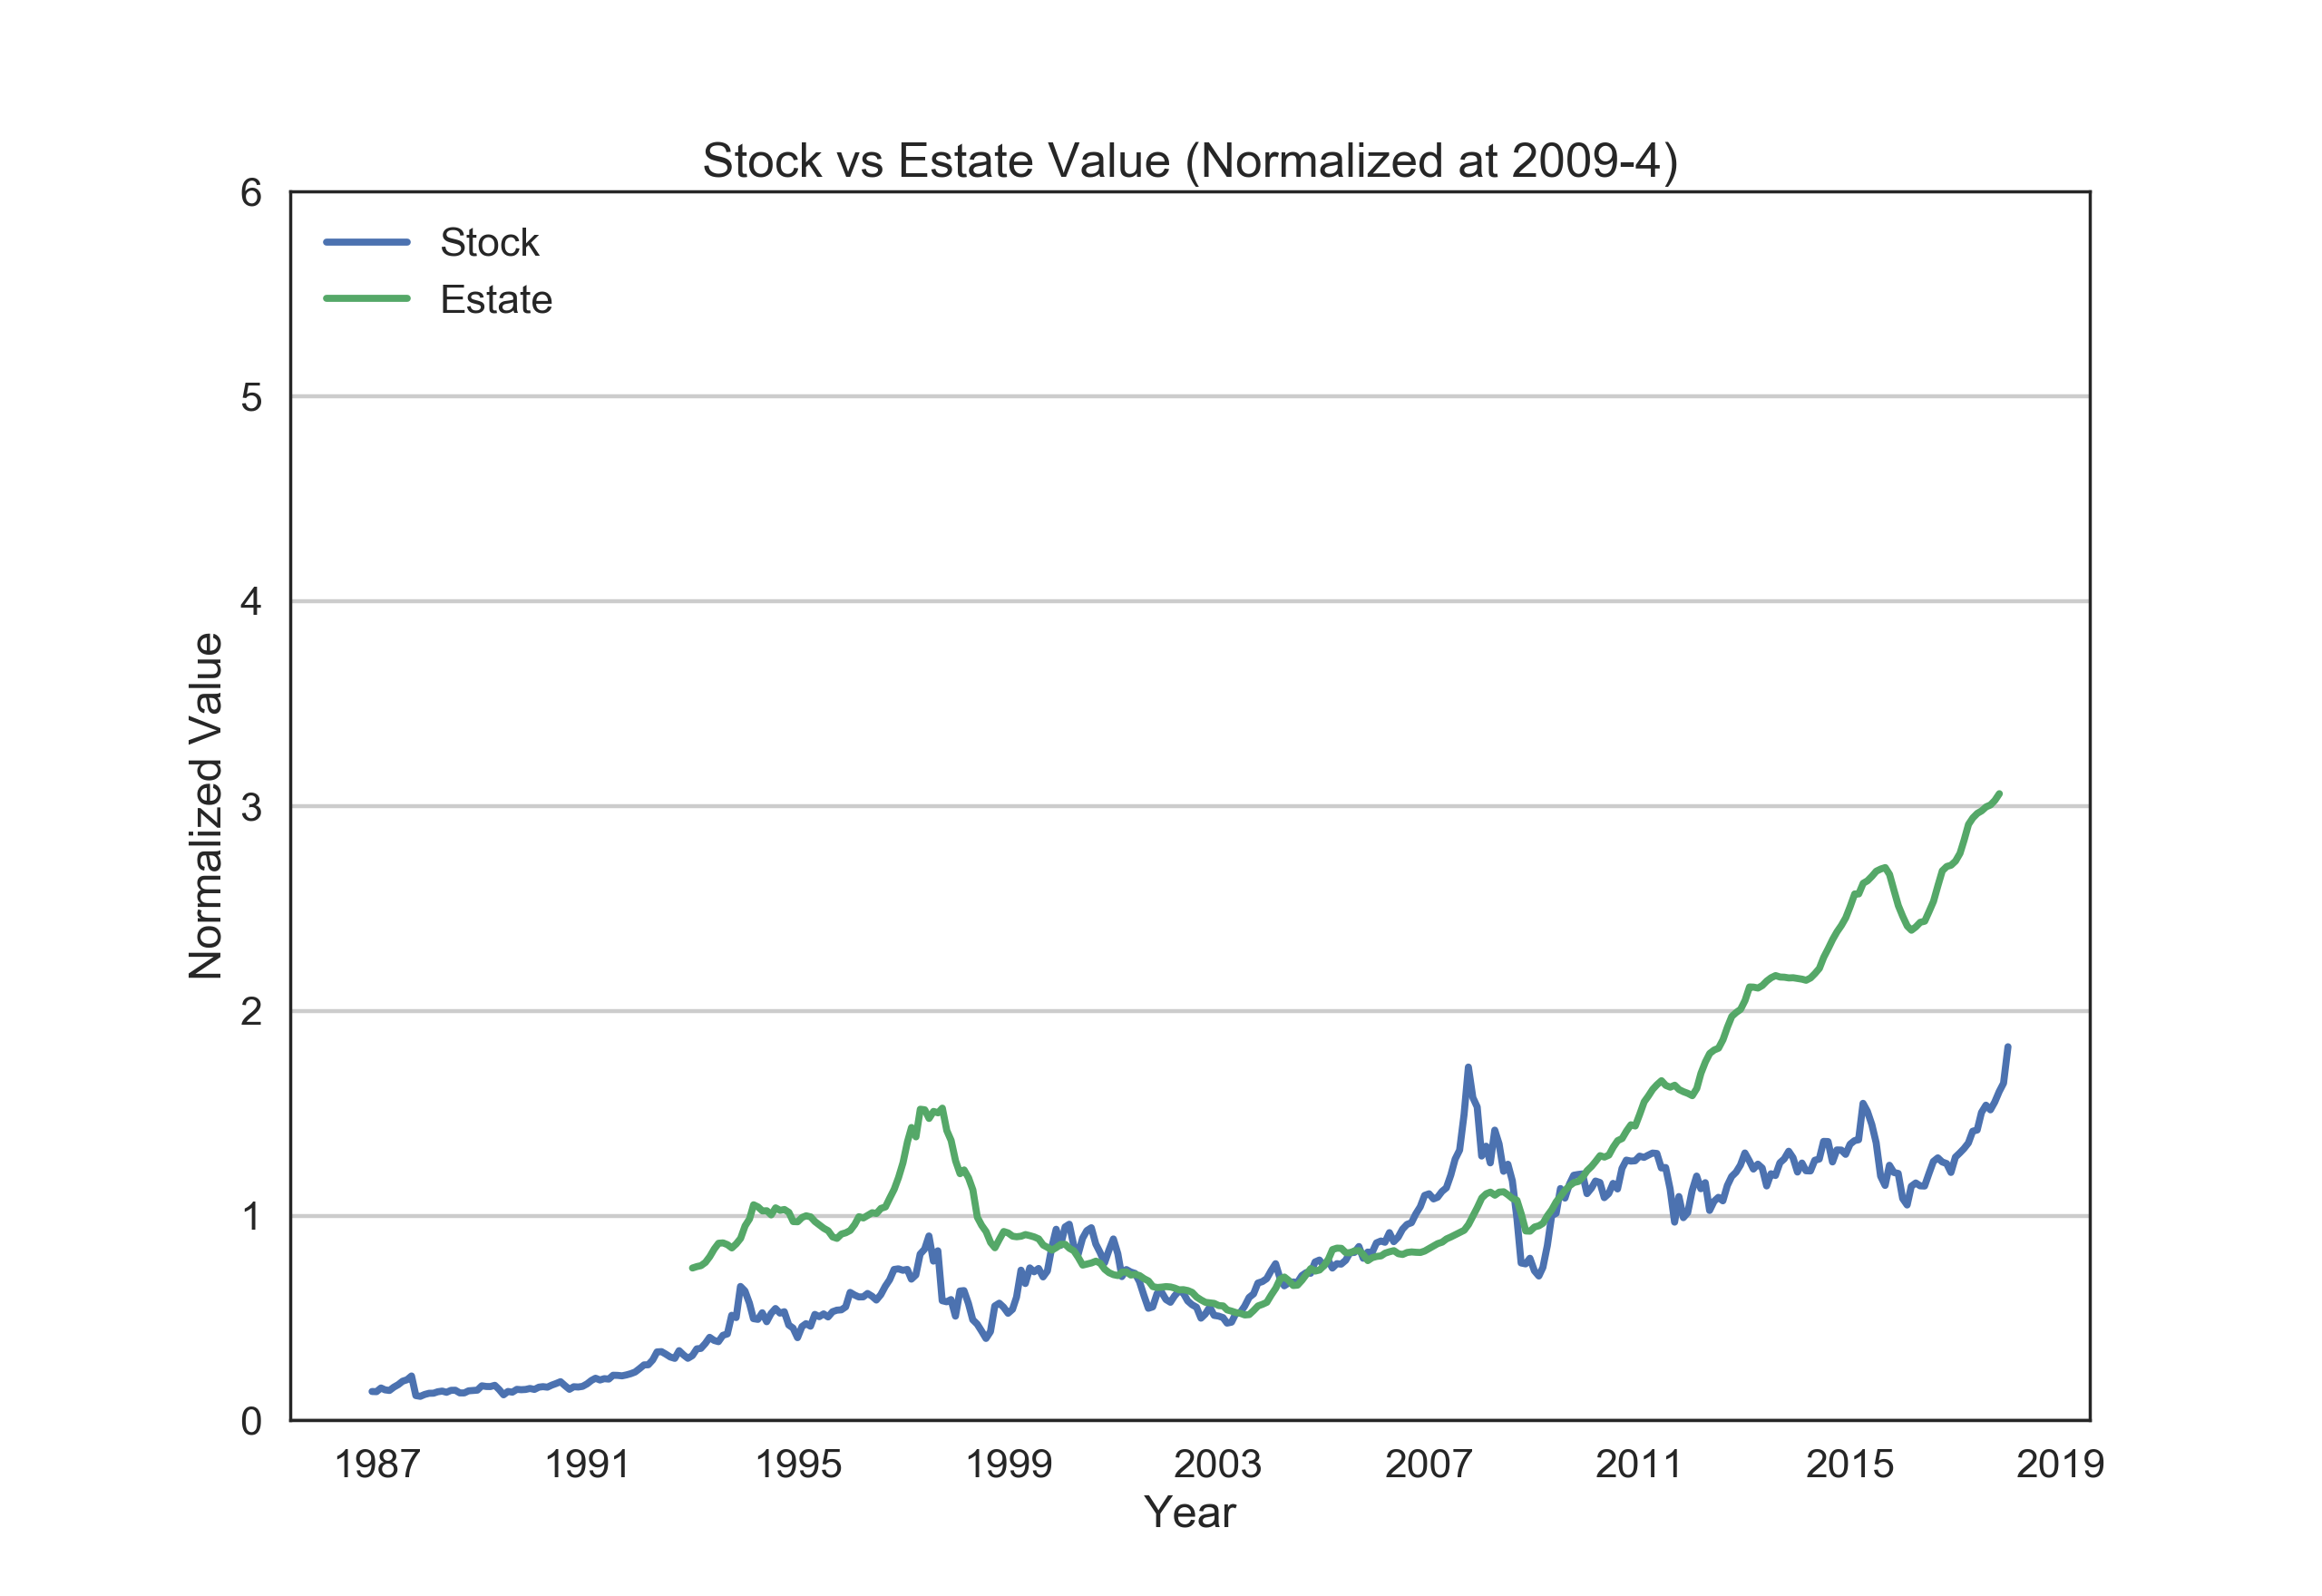 Stock vs Estate Value (Normalized at 2009-4)
6
Stock
Estate
5
4
3
2
1
0
Normalized Value
1987 1991 1995 1999 2003 2007 2011 2015 2019
Year